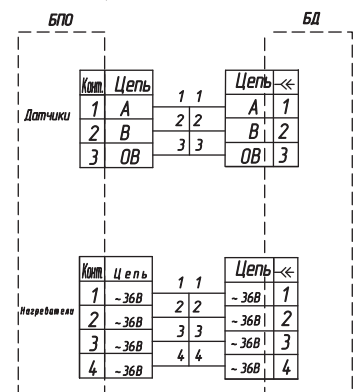 БПО БД
Датчики
Конт. Цепь Цепь
1 А 1 1 А 1
2 В 2 2 В 2
3 ОВ 3 3 ОВ 3
Нагреватели
Конт. Цепь Цепь
1 ~36В 1 1 ~36В 1
2 ~36В 2 2 ~36В 2
3 ~36В 3 3 ~36В 3
4 ~36В 4 4 ~36В 4